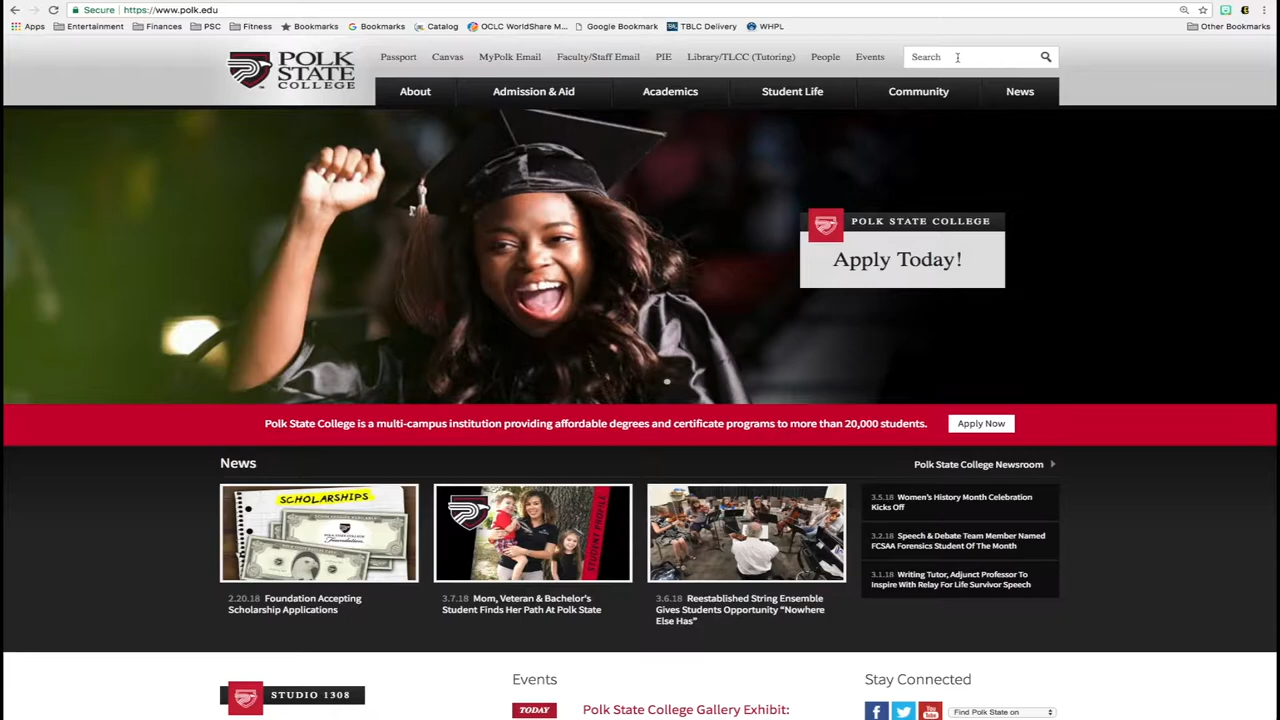 Secure https://www.polk.edu
Apps Entertainment Finances PSC Fitness Bookmarks Bookmarks Catalog OCLC WorldShare M... Google Bookmark TBLC Delivery WHPL Other Bookmarks
POLK
STATE
COLLEGE
Passport Canvas MyPolk Email Faculty/Staff Email PIE Library/TLCC (Tutoring) People Events Search
About Admission & Aid Academics Student Life Community News
POLK STATE COLLEGE
Apply Today!
Polk State College is a multi-campus institution providing affordable degrees and certificate programs to more than 20,000 students. Apply Now
News
Polk State College Newsroom
SCHOLARSHIPS
2.20.18 Foundation Accepting
Scholarship Applications
STUDENT PROFILE
3.7.18 Mom, Veteran & Bachelor's
Student Finds Her Path At Polk State
3.6.18 Reestablished String Ensemble
Gives Students Opportunity “Nowhere
Else Has”
3.5.18 Women's History Month Celebration
Kicks Off
3.2.18 Speech & Debate Team Member Named
FCSAA Forensics Student Of The Month
3.1.18 Writing Tutor, Adjunct Professor To
Inspire With Relay For Life Survivor Speech
STUDIO 1308
Events
TODAY Polk State College Gallery Exhibit:
Stay Connected
You
Tube
Find Polk State on